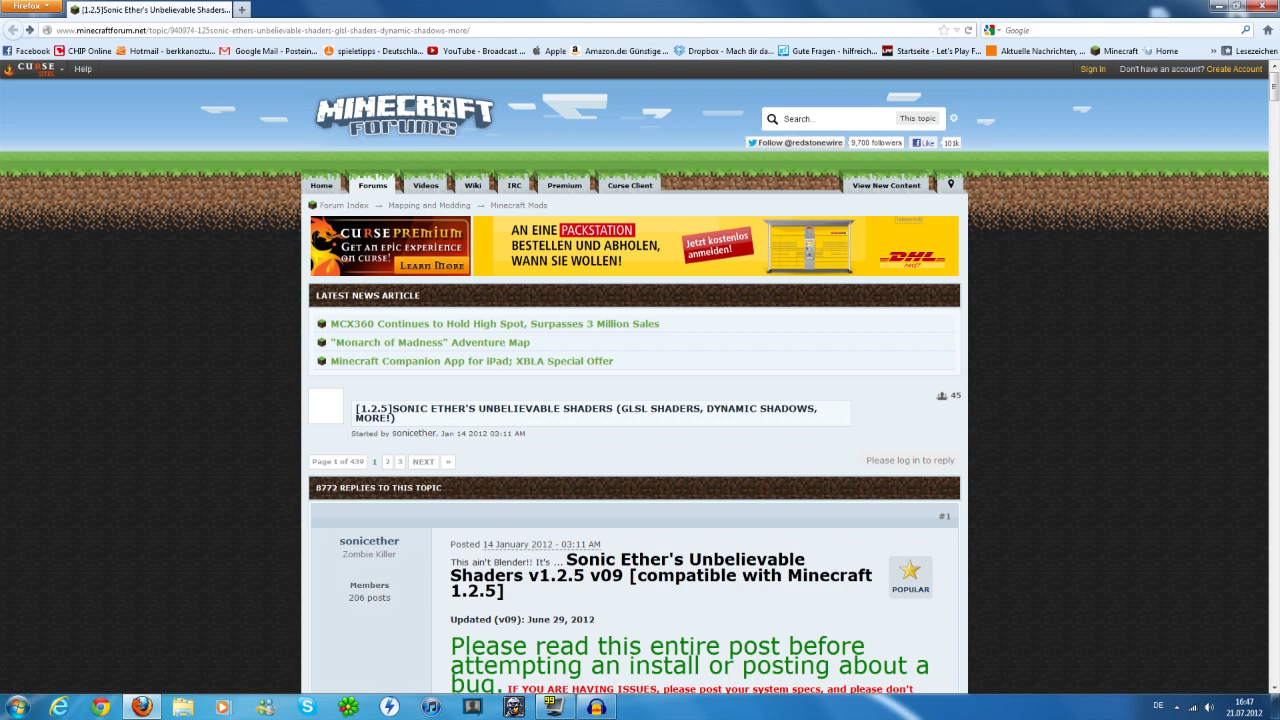 Firefox
[1.2.5]Sonic Ether's Unbelievable Shaders...
www.minecraftforum.net/topic/940974-125sonic-ethers-unbelievable-shaders-glsl-shaders-dynamic-shadows-more/
Google
Facebook CHIP Online Hotmail - berkkanoztu... Google Mail - Postein... spieletipps - Deutschla... YouTube - Broadcast ... Apple Amazon.de: Günstige ... Dropbox - Mach dir da... Gute Fragen - hilfreich... Startseite - Let's Play F... Aktuelle Nachrichten, ... Minecraft Home » Lesezeichen
CURSE SITES Help Sign In Don't have an account? Create Account
MINECRAFT FORUMS
Search... This topic
Follow @redstonewire 9,700 followers Like 101k
Home Forums Videos Wiki IRC Premium Curse Client View New Content
Forum Index → Mapping and Modding → Minecraft Mods
CURSE PREMIUM
GET AN EPIC EXPERIENCE
ON CURSE! LEARN MORE
AN EINE PACKSTATION
BESTELLEN UND ABHOLEN,
WANN SIE WOLLEN!
Jetzt kostenlos
anmelden!
Datenschutz
DHL
PAKET
LATEST NEWS ARTICLE
MCX360 Continues to Hold High Spot, Surpasses 3 Million Sales
"Monarch of Madness" Adventure Map
Minecraft Companion App for iPad; XBLA Special Offer
45
[1.2.5]SONIC ETHER'S UNBELIEVABLE SHADERS (GLSL SHADERS, DYNAMIC SHADOWS,
MORE!)
Started by sonicether, Jan 14 2012 03:11 AM
Page 1 of 439 1 2 3 NEXT » Please log in to reply
8772 REPLIES TO THIS TOPIC
#1
sonicether
Zombie Killer
Members
206 posts
Posted 14 January 2012 - 03:11 AM
This ain't Blender!! It's ... Sonic Ether's Unbelievable
Shaders v1.2.5 v09 [compatible with Minecraft
1.2.5]
POPULAR
Updated (v09): June 29, 2012
Please read this entire post before
attempting an install or posting about a
bug. IF YOU ARE HAVING ISSUES, please post your system specs, and please don't
99
DE
16:47
21.07.2012